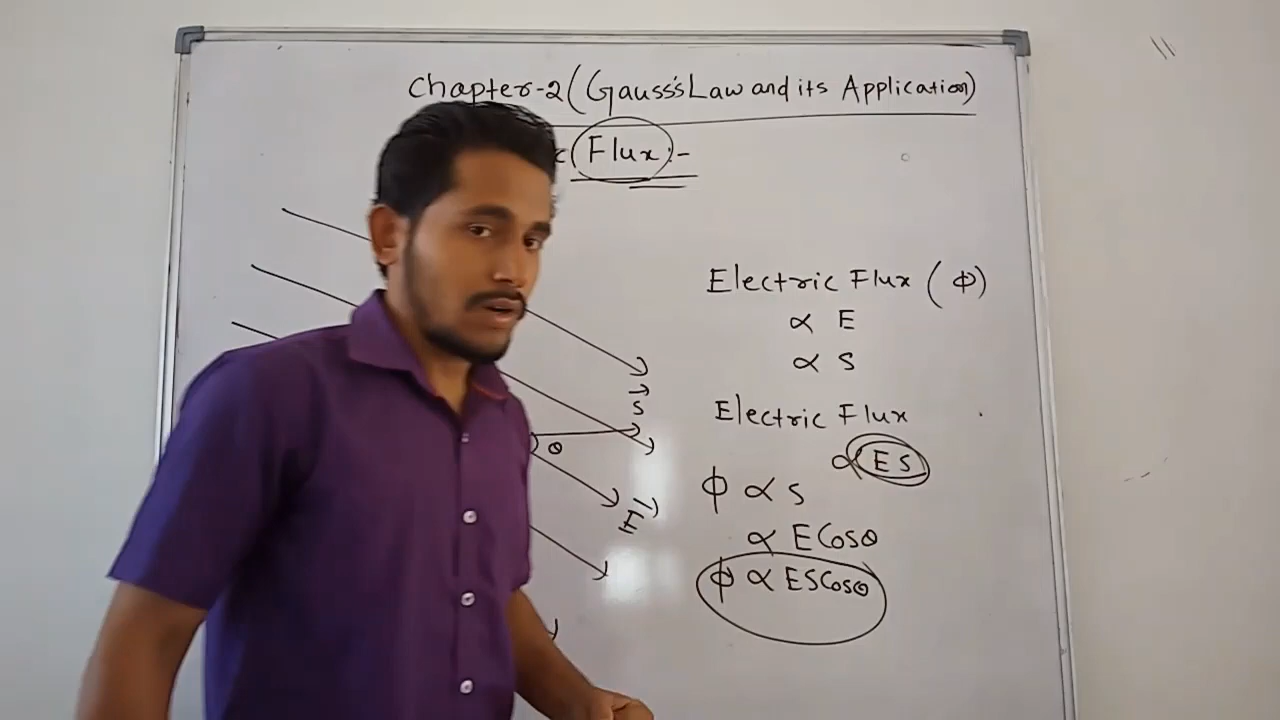 Chapter-2 (Gauss's Law and its Application)
Flux :-
Electric Flux (ϕ)
∝ E
∝ S
S⃗
Electric Flux
θ
∝ ES
ϕ ∝ S
E⃗
∝ ECosθ
ϕ ∝ ESCosθ